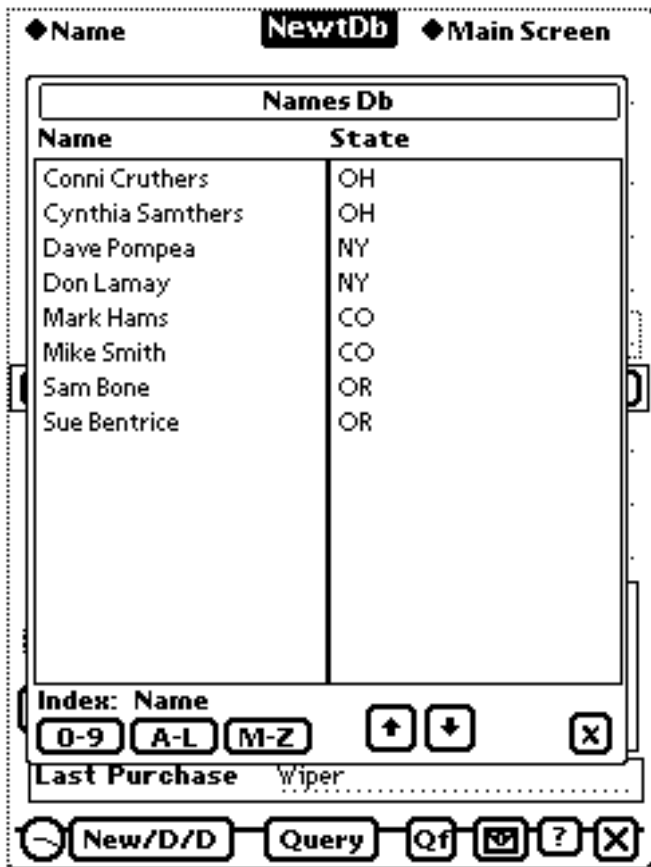 ◆Name NewtDb ◆Main Screen
Names Db
Name State
Conni Cruthers OH
Cynthia Samthers OH
Dave Pompea NY
Don Lamay NY
Mark Hams CO
Mike Smith CO
Sam Bone OR
Sue Bentrice OR
Index: Name
0-9 A-L M-Z X
Last Purchase Wiper
New/D/D Query Qf ? X